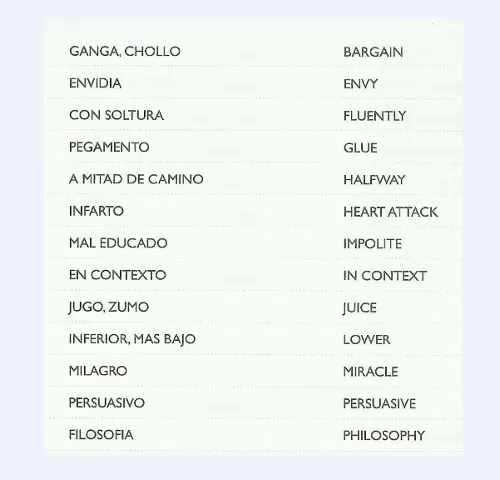 GANGA, CHOLLO BARGAIN
ENVIDIA ENVY
CON SOLTURA FLUENTLY
PEGAMENTO GLUE
A MITAD DE CAMINO HALFWAY
INFARTO HEART ATTACK
MAL EDUCADO IMPOLITE
EN CONTEXTO IN CONTEXT
JUGO, ZUMO JUICE
INFERIOR, MAS BAJO LOWER
MILAGRO MIRACLE
PERSUASIVO PERSUASIVE
FILOSOFIA PHILOSOPHY